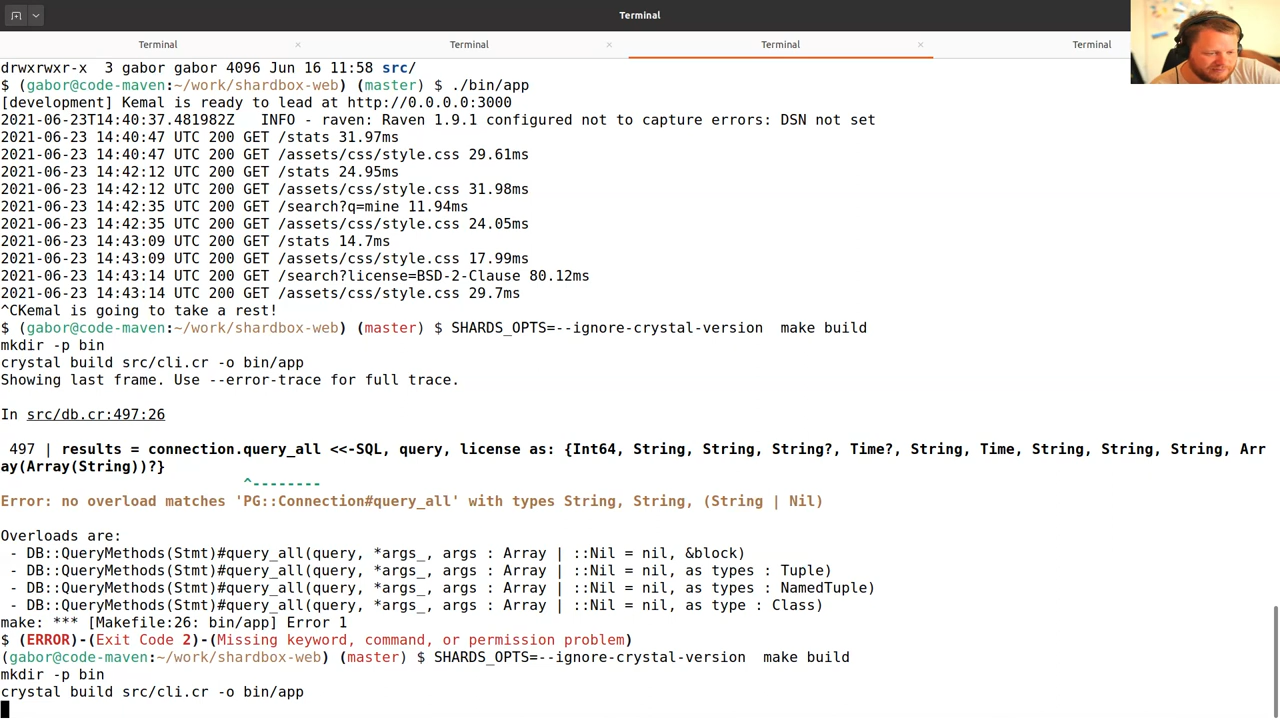 Terminal
Terminal
Terminal
Terminal
Terminal
drwxrwxr-x  3 gabor gabor 4096 Jun 16 11:58 src/
$ (gabor@code-maven:~/work/shardbox-web) (master) $ ./bin/app
[development] Kemal is ready to lead at http://0.0.0.0:3000
2021-06-23T14:40:37.481982Z   INFO - raven: Raven 1.9.1 configured not to capture errors: DSN not set
2021-06-23 14:40:47 UTC 200 GET /stats 31.97ms
2021-06-23 14:40:47 UTC 200 GET /assets/css/style.css 29.61ms
2021-06-23 14:42:12 UTC 200 GET /stats 24.95ms
2021-06-23 14:42:12 UTC 200 GET /assets/css/style.css 31.98ms
2021-06-23 14:42:35 UTC 200 GET /search?q=mine 11.94ms
2021-06-23 14:42:35 UTC 200 GET /assets/css/style.css 24.05ms
2021-06-23 14:43:09 UTC 200 GET /stats 14.7ms
2021-06-23 14:43:09 UTC 200 GET /assets/css/style.css 17.99ms
2021-06-23 14:43:14 UTC 200 GET /search?license=BSD-2-Clause 80.12ms
2021-06-23 14:43:14 UTC 200 GET /assets/css/style.css 29.7ms
^CKemal is going to take a rest!
$ (gabor@code-maven:~/work/shardbox-web) (master) $ SHARDS_OPTS=--ignore-crystal-version  make build
mkdir -p bin
crystal build src/cli.cr -o bin/app
Showing last frame. Use --error-trace for full trace.
In src/db.cr:497:26
497 | results = connection.query_all <<-SQL, query, license as: {Int64, String, String, String?, Time?, String, Time, String, String, String, Arr
ay(Array(String))?}
^--------
Error: no overload matches 'PG::Connection#query_all' with types String, String, (String | Nil)
Overloads are:
- DB::QueryMethods(Stmt)#query_all(query, *args_, args : Array | ::Nil = nil, &block)
- DB::QueryMethods(Stmt)#query_all(query, *args_, args : Array | ::Nil = nil, as types : Tuple)
- DB::QueryMethods(Stmt)#query_all(query, *args_, args : Array | ::Nil = nil, as types : NamedTuple)
- DB::QueryMethods(Stmt)#query_all(query, *args_, args : Array | ::Nil = nil, as type : Class)
make: *** [Makefile:26: bin/app] Error 1
$ (ERROR)-(Exit Code 2)-(Missing keyword, command, or permission problem)
(gabor@code-maven:~/work/shardbox-web) (master) $ SHARDS_OPTS=--ignore-crystal-version  make build
mkdir -p bin
crystal build src/cli.cr -o bin/app